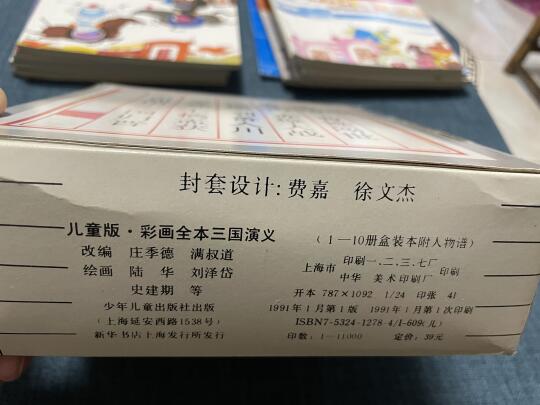 封套设计:费嘉 徐文杰
儿童版·彩画全本三国演义
(1—10册盒装本附人物谱)
改编 庄季德 满叔道
绘画 陆华 刘泽岱
史建期 等
少年儿童出版社出版
(上海延安西路1538号)
新华书店上海发行所发行
上海市 印刷一、二、三、七厂 印刷
中华 美术印刷厂
开本 787×1092 1/24 印张 41
1991年1月第1版 1991年1月第1次印刷
ISBN7-5324-1278-4/I·609(儿)
印数:1—11000 定价:39元